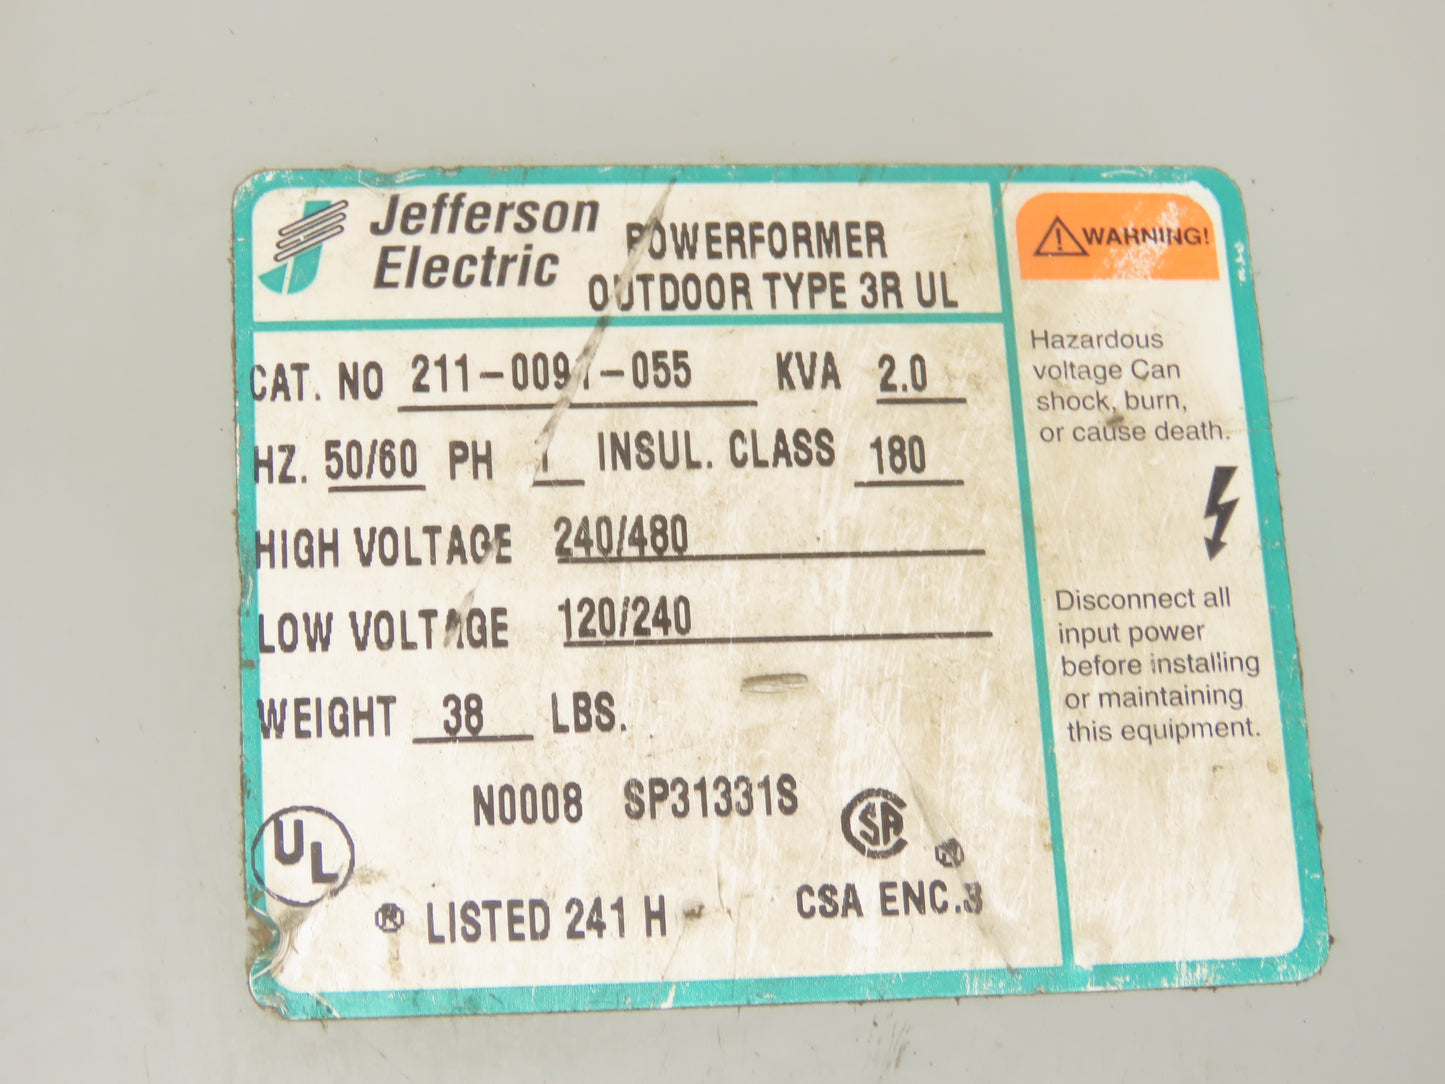 Jefferson
Electric
POWERFORMER
OUTDOOR TYPE 3R UL
CAT. NO 211-0091-055 KVA 2.0
HZ. 50/60 PH 1 INSUL. CLASS 180
HIGH VOLTAGE 240/480
LOW VOLTAGE 120/240
WEIGHT 38 LBS.
N0008 SP31331S
UL
® LISTED 241 H
CSA
CSA ENC.3
WARNING!
Hazardous
voltage Can
shock, burn,
or cause death.
Disconnect all
input power
before installing
or maintaining
this equipment.